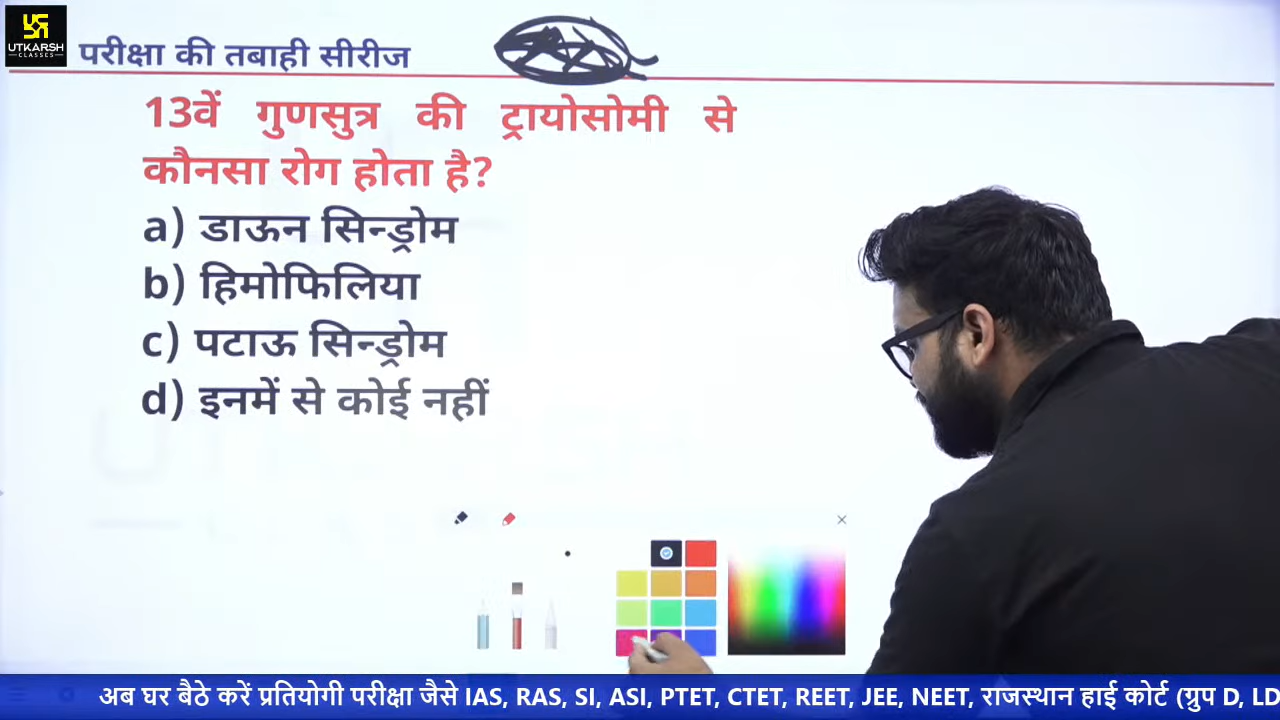 UTKARSH
CLASSES
परीक्षा की तबाही सीरीज
13वें गुणसुत्र की ट्रायोसोमी से
कौनसा रोग होता है?
a) डाऊन सिन्ड्रोम
b) हिमोफिलिया
c) पटाऊ सिन्ड्रोम
d) इनमें से कोई नहीं
अब घर बैठे करें प्रतियोगी परीक्षा जैसे IAS, RAS, SI, ASI, PTET, CTET, REET, JEE, NEET, राजस्थान हाई कोर्ट (ग्रुप D, LD